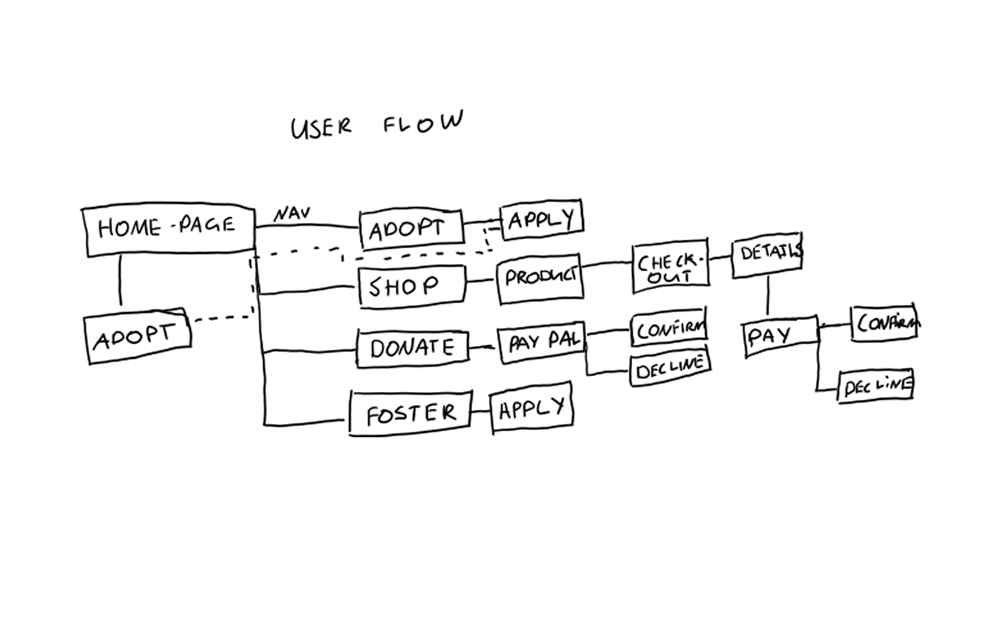 USER FLOW
HOME-PAGE
NAV
ADOPT
APPLY
ADOPT
SHOP
PRODUCT
CHECK-
OUT
DETAILS
PAY
CONFIRM
DECLINE
DONATE
PAY PAL
CONFIRM
DECLINE
FOSTER
APPLY